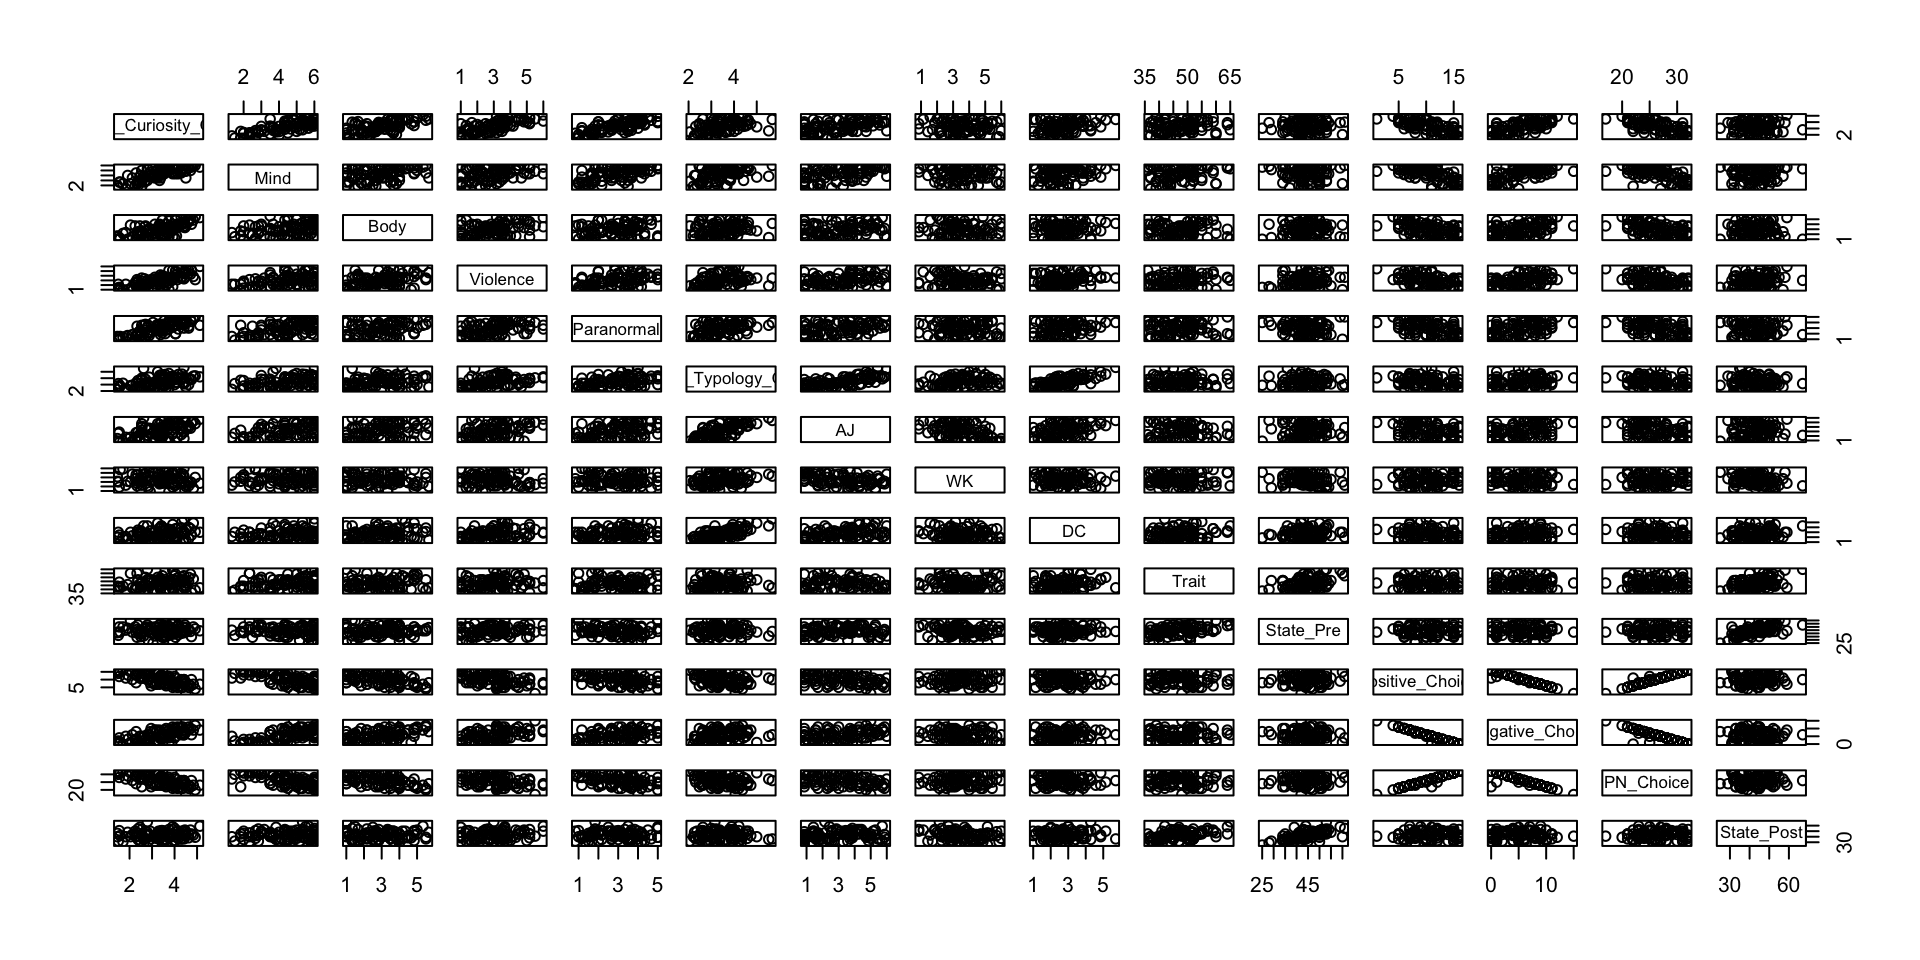 2 4 6 1 3 5 2 4 1 3 5 35 50 65 5 15 20 30
_Curiosity_( 2
2 Mind
Body 1
1 Violence
Paranormal 1
2 _Typology_(
AJ 1
1 WK
DC 1
35 Trait
State_Pre 25
5 ositive_Choi
gative_Cho 0
20 PN_Choice
State_Post 30
2 4 1 3 5 1 3 5 1 3 5 1 3 5 25 45 0 10 30 60